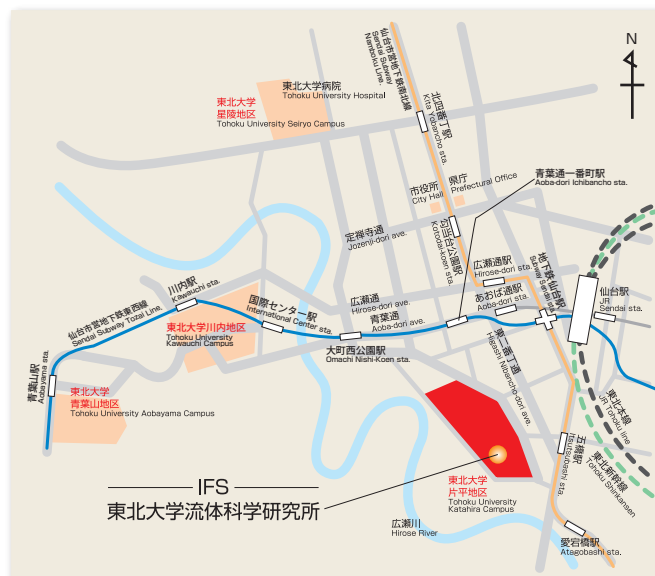 N
仙台市営地下鉄南北線
Sendai Subway
Namboku Line.
東北大学病院
Tohoku University Hospital
東北大学
星陵地区
Tohoku University Seiryo Campus
北四番丁駅
Kita Yobancho sta.
市役所
City Hall
県庁
Prefectural Office
青葉通一番町駅
Aoba-dori Ichibancho sta.
勾当台公園駅
Kotodai-koen sta.
定禅寺通
Jozenji-dori ave.
広瀬通駅
Hirose-dori sta.
地下鉄仙台駅
Subway Sendai sta.
仙台駅
JR
Sendai sta.
あおば通駅
Aoba-dori sta.
川内駅
Kawauchi sta.
仙台市営地下鉄東西線
Sendai Subway Tozai Line.
国際センター駅
International Center sta.
広瀬通
Hirose-dori ave.
青葉通
Aoba-dori ave.
東北大学川内地区
Tohoku University
Kawauchi Campus
大町西公園駅
Omachi Nishi-Koen sta.
東二番丁通
Higashi Nibancho-dori ave.
青葉山駅
Aobayama sta.
東北大学
青葉山地区
Tohoku University Aobayama Campus
東北本線
JR Tohoku line
東北新幹線
Tohoku Shinkansen
五橋駅
Itsutsubashi sta.
東北大学
片平地区
Tohoku University
Katahira Campus
IFS
東北大学流体科学研究所
広瀬川
Hirose River
愛宕橋駅
Atagobashi sta.